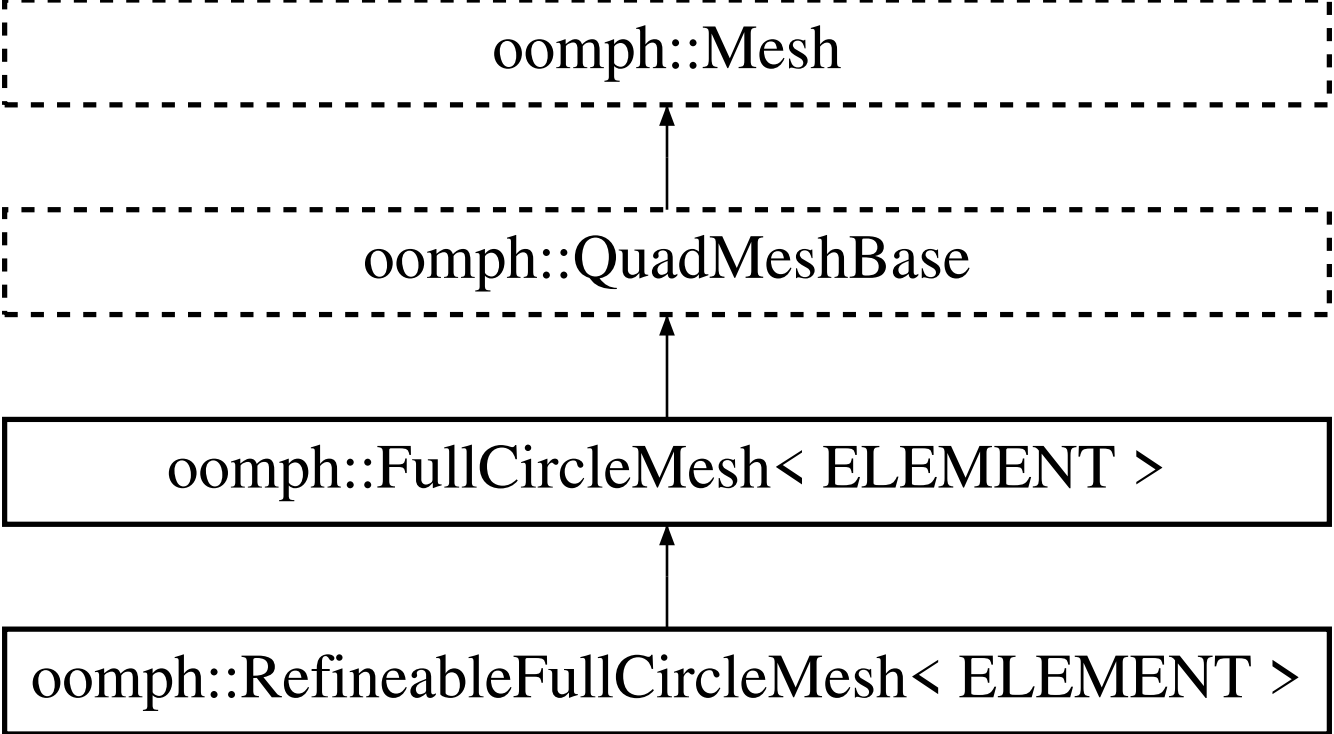 oomph::Mesh
oomph::QuadMeshBase
oomph::FullCircleMesh< ELEMENT >
oomph::RefineableFullCircleMesh< ELEMENT >